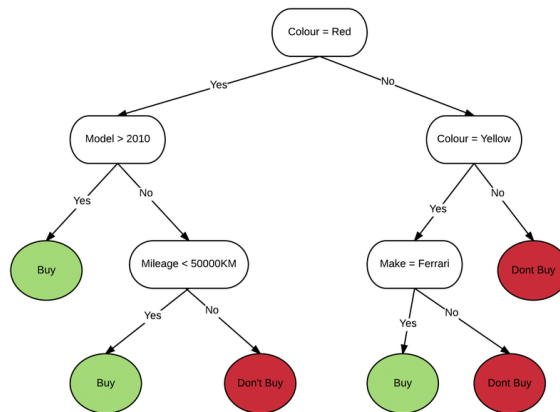 Colour = Red
Yes
No
Model > 2010
Colour = Yellow
Yes
No
Yes
No
Buy
Mileage < 50000KM
Make = Ferrari
Dont Buy
Yes
No
Yes
No
Buy
Don't Buy
Buy
Dont Buy